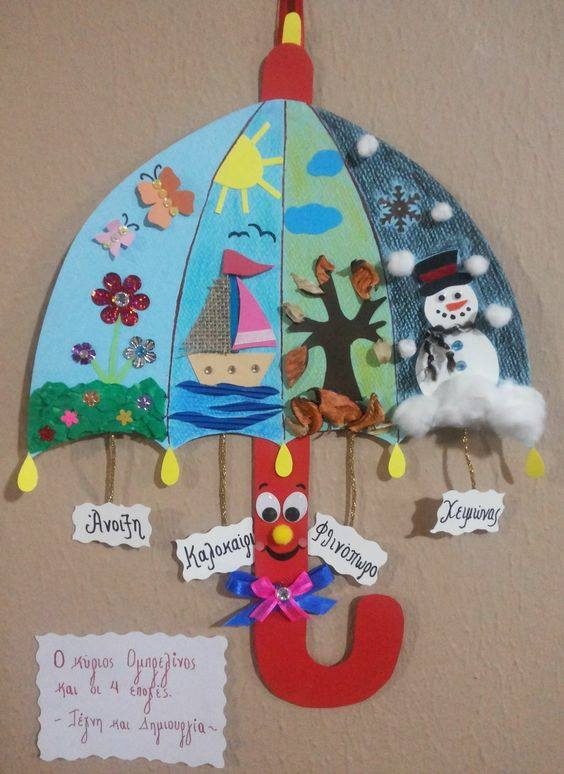 Άνοιξη
Καλοκαίρι
Φθινόπωρο
Χειμώνας
Ο κύριος Ομπρελίνος
και οι 4 εποχές.
- Τέχνη και Δημιουργία ~